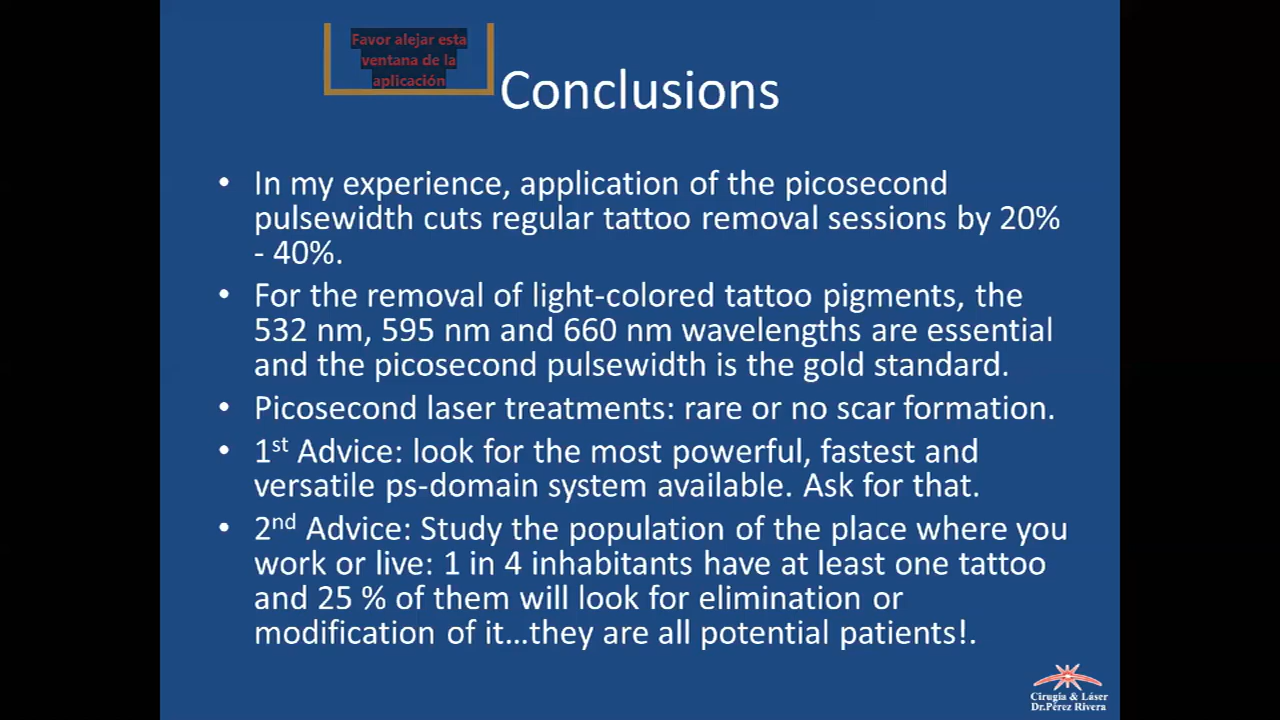 Favor alejar esta
ventana de la
aplicación
Conclusions
• In my experience, application of the picosecond
pulsewidth cuts regular tattoo removal sessions by 20%
- 40%.
• For the removal of light-colored tattoo pigments, the
532 nm, 595 nm and 660 nm wavelengths are essential
and the picosecond pulsewidth is the gold standard.
• Picosecond laser treatments: rare or no scar formation.
• 1st Advice: look for the most powerful, fastest and
versatile ps-domain system available. Ask for that.
• 2nd Advice: Study the population of the place where you
work or live: 1 in 4 inhabitants have at least one tattoo
and 25 % of them will look for elimination or
modification of it…they are all potential patients!.
Cirugía & Láser
Dr.Pérez Rivera